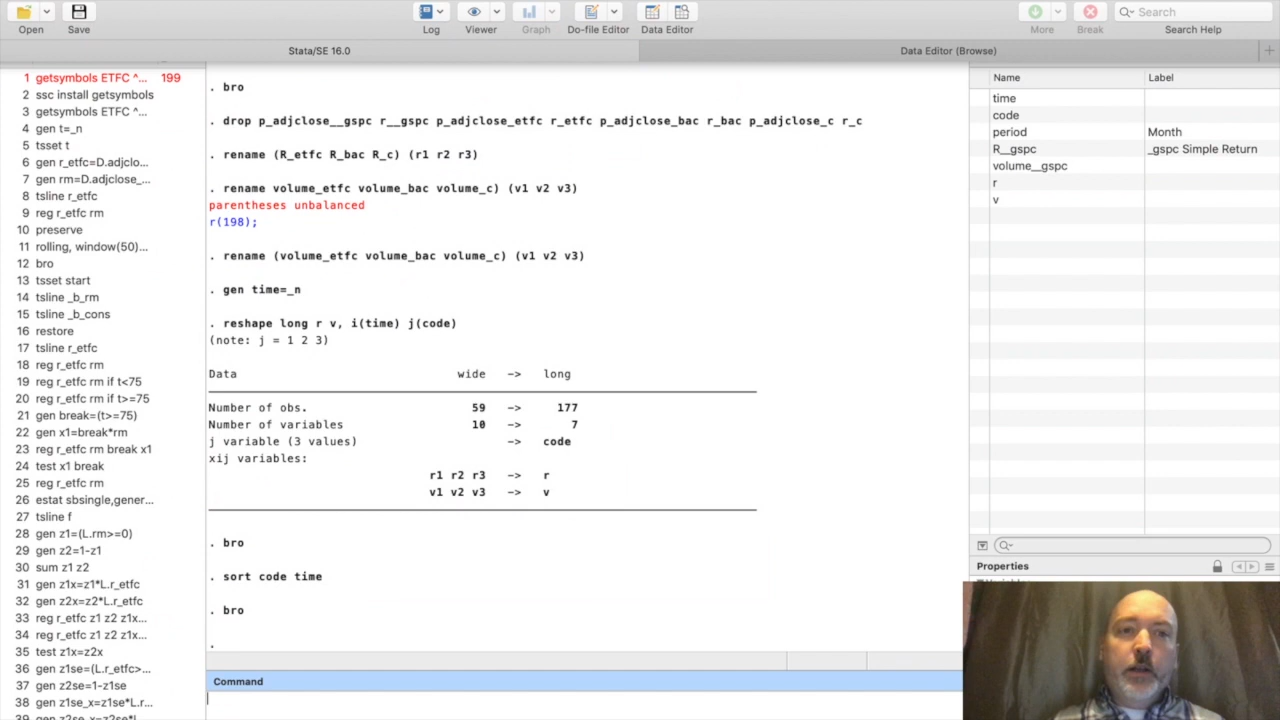 Open
Save
Log
Viewer
Graph
Do-file Editor
Data Editor
More
Break
Search
Search Help
Stata/SE 16.0
Data Editor (Browse)
1 getsymbols ETFC ^... 199
2 ssc install getsymbols
3 getsymbols ETFC ^...
4 gen t=_n
5 tsset t
6 gen r_etfc=D.adjclo...
7 gen rm=D.adjclose_...
8 tsline r_etfc
9 reg r_etfc rm
10 preserve
11 rolling, window(50)...
12 bro
13 tsset start
14 tsline _b_rm
15 tsline _b_cons
16 restore
17 tsline r_etfc
18 reg r_etfc rm
19 reg r_etfc rm if t<75
20 reg r_etfc rm if t>=75
21 gen break=(t>=75)
22 gen x1=break*rm
23 reg r_etfc rm break x1
24 test x1 break
25 reg r_etfc rm
26 estat sbsingle,gener...
27 tsline f
28 gen z1=(L.rm>=0)
29 gen z2=1-z1
30 sum z1 z2
31 gen z1x=z1*L.r_etfc
32 gen z2x=z2*L.r_etfc
33 reg r_etfc z1 z2 z1x...
34 reg r_etfc z1 z2 z1x...
35 test z1x=z2x
36 gen z1se=(L.r_etfc>...
37 gen z2se=1-z1se
38 gen z1se_x=z1se*L.r...
39 gen z2se_x=z2se*L...
. bro
. drop p_adjclose__gspc r__gspc p_adjclose_etfc r_etfc p_adjclose_bac r_bac p_adjclose_c r_c
. rename (R_etfc R_bac R_c) (r1 r2 r3)
. rename volume_etfc volume_bac volume_c) (v1 v2 v3)
parentheses unbalanced
r(198);
. rename (volume_etfc volume_bac volume_c) (v1 v2 v3)
. gen time=_n
. reshape long r v, i(time) j(code)
(note: j = 1 2 3)
Data wide -> long
Number of obs. 59 -> 177
Number of variables 10 -> 7
j variable (3 values) -> code
xij variables:
r1 r2 r3 -> r
v1 v2 v3 -> v
. bro
. sort code time
. bro
.
Command
Name Label
time
code
period Month
R__gspc _gspc Simple Return
volume__gspc
r
v
Properties